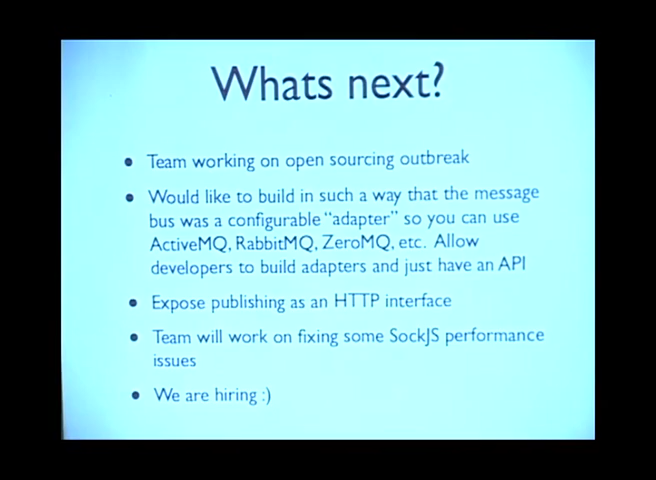 Whats next?
Team working on open sourcing outbreak
Would like to build in such a way that the message
bus was a configurable "adapter" so you can use
ActiveMQ, RabbitMQ, ZeroMQ, etc. Allow
developers to build adapters and just have an API
Expose publishing as an HTTP interface
Team will work on fixing some SockJS performance
issues
We are hiring :)